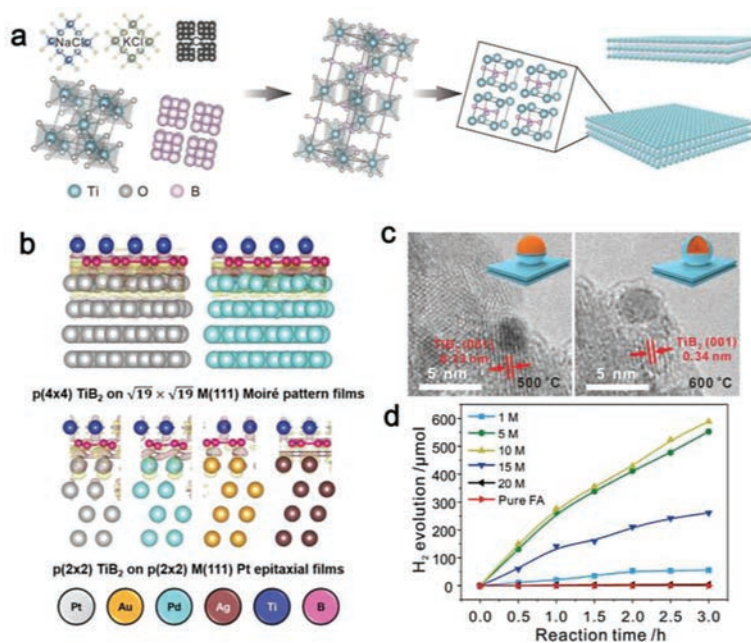 a
NaCl
KCl
Ti O B
b
p(4x4) TiB₂ on √19 × √19 M(111) Moiré pattern films
p(2x2) TiB₂ on p(2x2) M(111) Pt epitaxial films
Pt Au Pd Ag Ti B
c
TiB₂ (001)
0.33 nm
5 nm
500 °C
TiB₂ (001)
0.34 nm
5 nm
600 °C
d
1 M
5 M
10 M
15 M
20 M
Pure FA
H₂ evolution /μmol
600
500
400
300
200
100
0
0.0 0.5 1.0 1.5 2.0 2.5 3.0
Reaction time /h